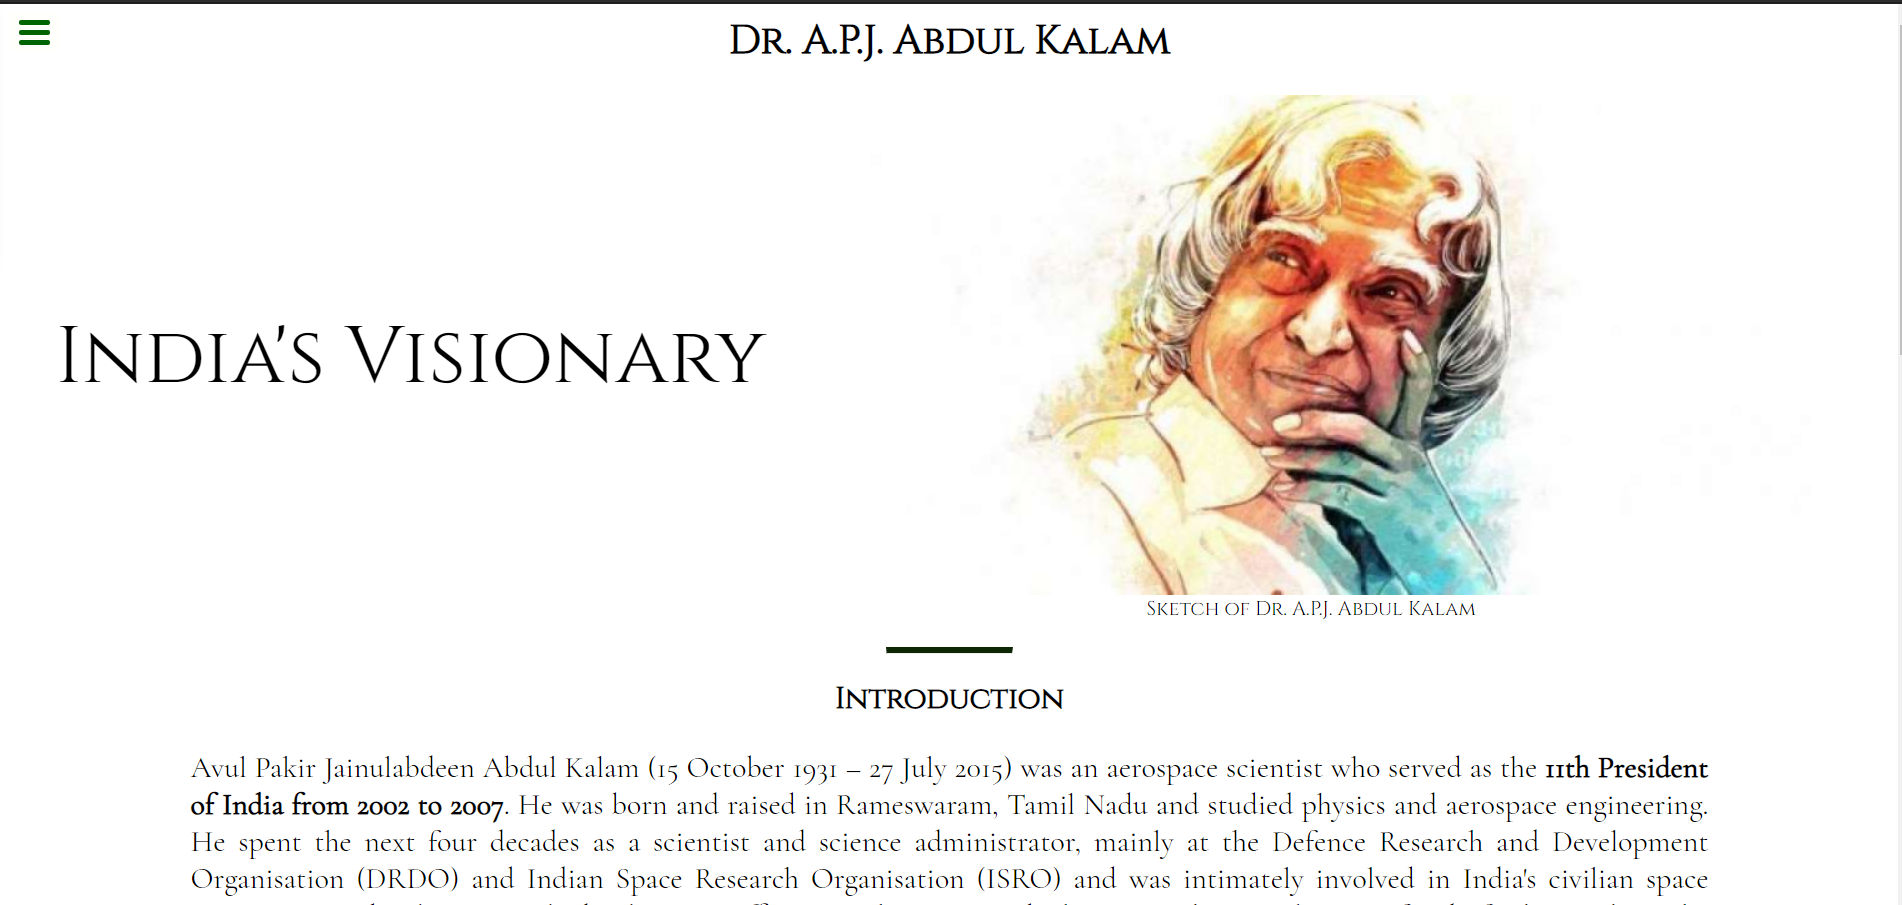 Dr. A.P.J. Abdul Kalam
India's Visionary
Sketch of Dr. A.P.J. Abdul Kalam
Introduction
Avul Pakir Jainulabdeen Abdul Kalam (15 October 1931 – 27 July 2015) was an aerospace scientist who served as the 11th President
of India from 2002 to 2007. He was born and raised in Rameswaram, Tamil Nadu and studied physics and aerospace engineering.
He spent the next four decades as a scientist and science administrator, mainly at the Defence Research and Development
Organisation (DRDO) and Indian Space Research Organisation (ISRO) and was intimately involved in India's civilian space